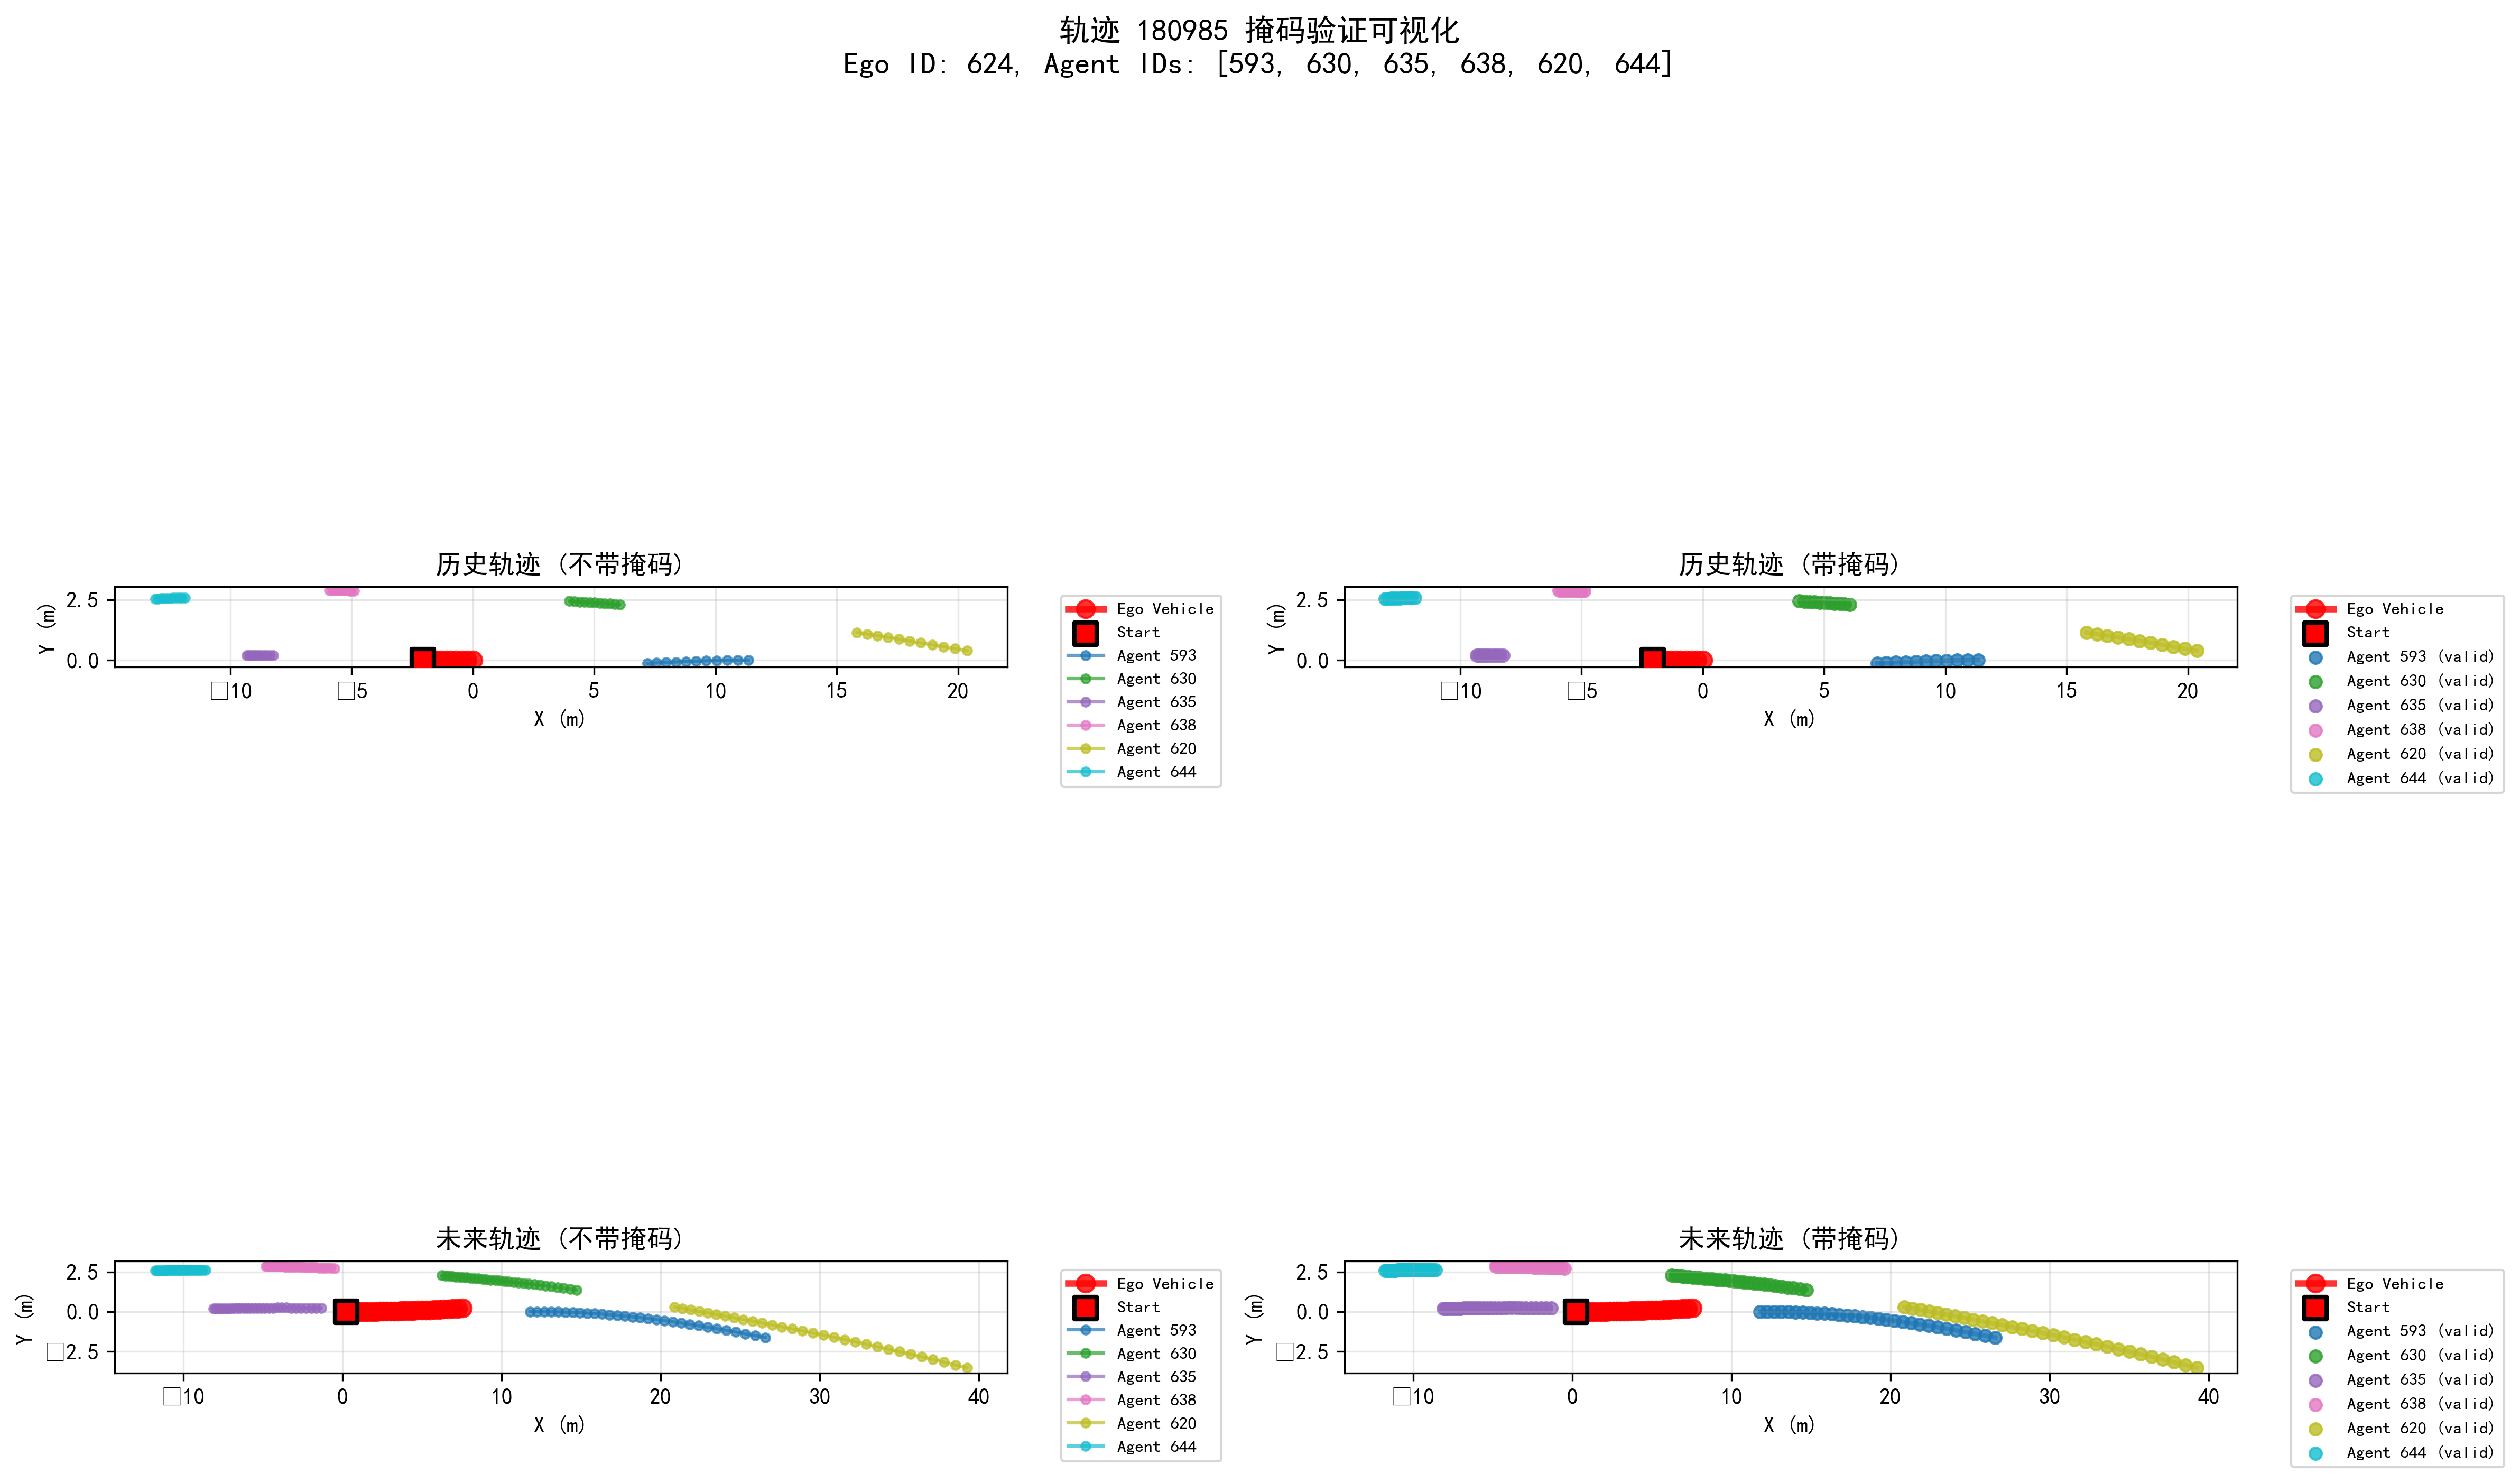 轨迹 180985 掩码验证可视化
Ego ID: 624, Agent IDs: [593, 630, 635, 638, 620, 644]
历史轨迹 (不带掩码)
2.5
0.0
Y (m)
□10 □5 0 5 10 15 20
X (m)
Ego Vehicle
Start
Agent 593
Agent 630
Agent 635
Agent 638
Agent 620
Agent 644
历史轨迹 (带掩码)
2.5
0.0
Y (m)
□10 □5 0 5 10 15 20
X (m)
Ego Vehicle
Start
Agent 593 (valid)
Agent 630 (valid)
Agent 635 (valid)
Agent 638 (valid)
Agent 620 (valid)
Agent 644 (valid)
未来轨迹 (不带掩码)
2.5
0.0
□2.5
Y (m)
□10 0 10 20 30 40
X (m)
Ego Vehicle
Start
Agent 593
Agent 630
Agent 635
Agent 638
Agent 620
Agent 644
未来轨迹 (带掩码)
2.5
0.0
□2.5
Y (m)
□10 0 10 20 30 40
X (m)
Ego Vehicle
Start
Agent 593 (valid)
Agent 630 (valid)
Agent 635 (valid)
Agent 638 (valid)
Agent 620 (valid)
Agent 644 (valid)